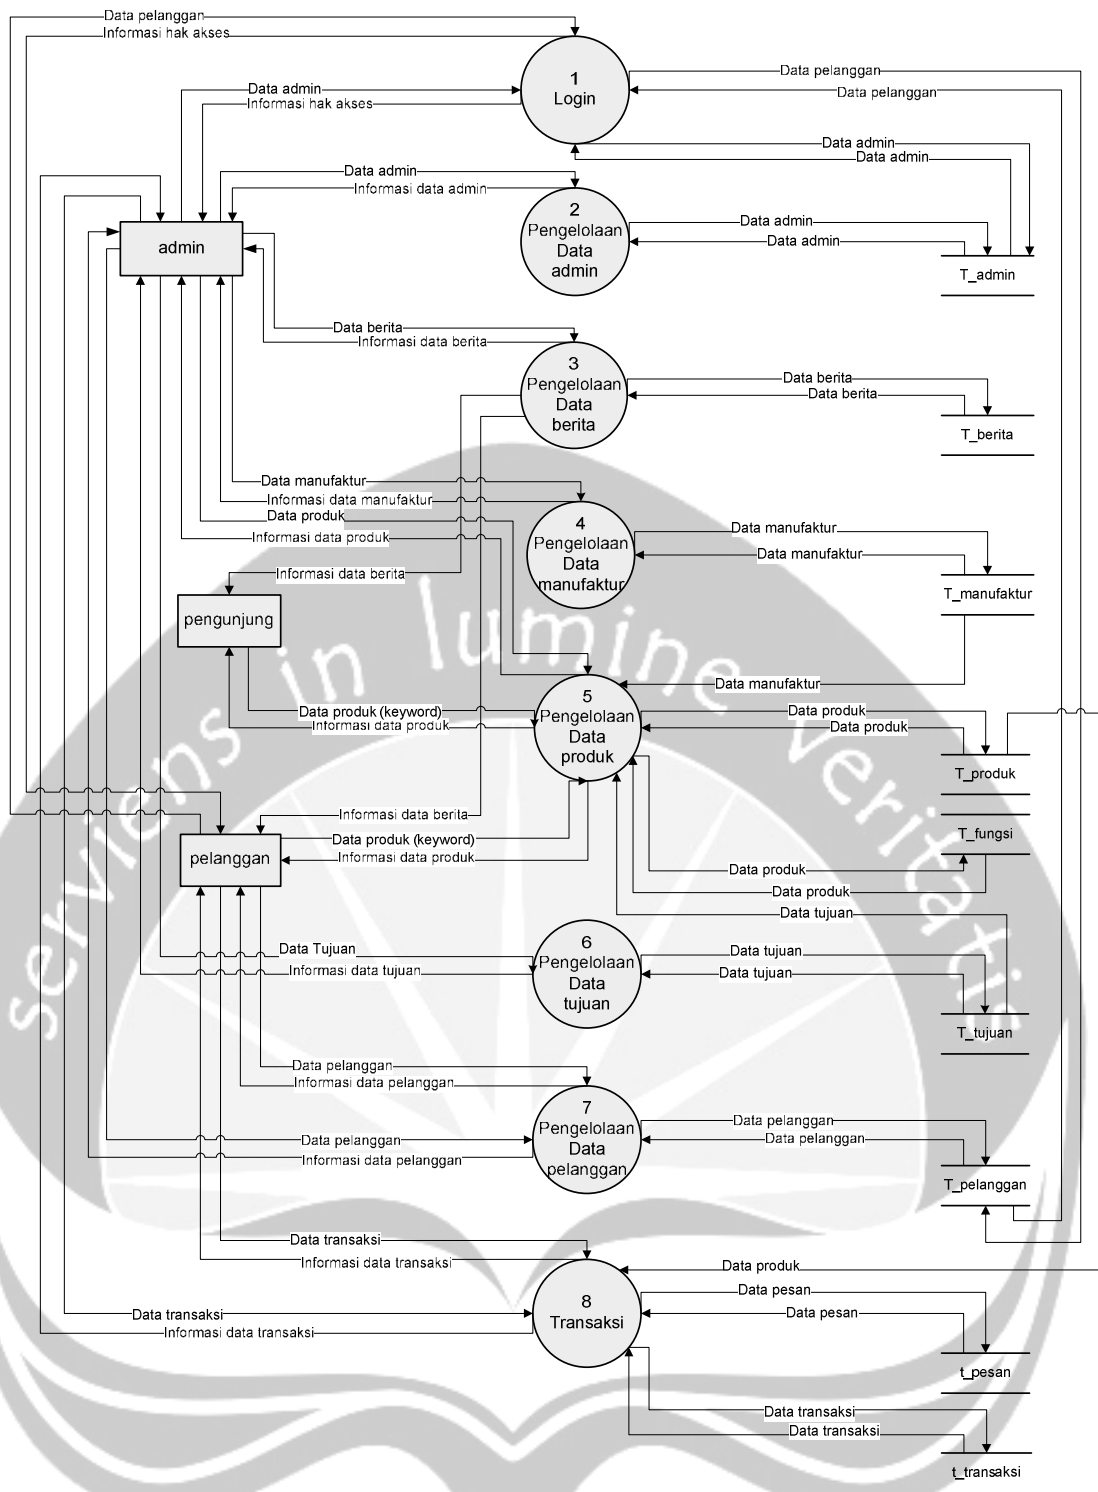 Data pelanggan
Informasi hak akses
1
Login
Data pelanggan
Data pelanggan
Data admin
Informasi hak akses
Data admin
Data admin
Data admin
Informasi data admin
2
Pengelolaan
Data
admin
Data admin
Data admin
admin
T_admin
Data berita
Informasi data berita
3
Pengelolaan
Data
berita
Data berita
Data berita
T_berita
Data manufaktur
Informasi data manufaktur
Data produk
Informasi data produk
4
Pengelolaan
Data
manufaktur
Data manufaktur
Data manufaktur
T_manufaktur
Informasi data berita
pengunjung
Data manufaktur
5
Pengelolaan
Data
produk
Data produk (keyword)
Informasi data produk
Data produk
Data produk
T_produk
Informasi data berita
T_fungsi
pelanggan
Data produk (keyword)
Informasi data produk
Data produk
Data produk
Data tujuan
6
Pengelolaan
Data
tujuan
Data Tujuan
Informasi data tujuan
Data tujuan
Data tujuan
T_tujuan
Data pelanggan
Informasi data pelanggan
7
Pengelolaan
Data
pelanggan
Data pelanggan
Informasi data pelanggan
Data pelanggan
Data pelanggan
T_pelanggan
Data transaksi
Informasi data transaksi
Data produk
8
Transaksi
Data pesan
Data pesan
Data transaksi
Informasi data transaksi
t_pesan
Data transaksi
Data transaksi
t_transaksi
serviens in lumine veritatis